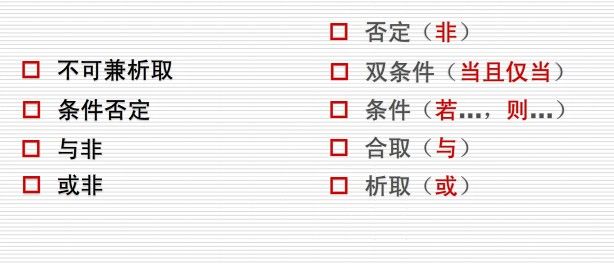 不可兼析取
条件否定
与非
或非
否定（非）
双条件（当且仅当）
条件（若…，则…）
合取（与）
析取（或）